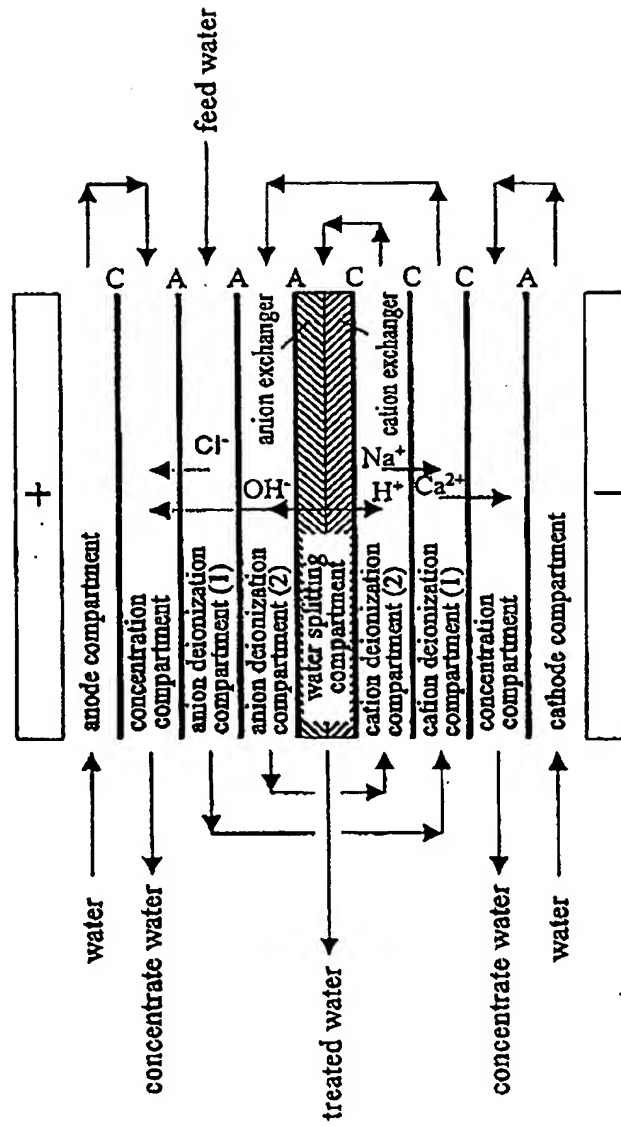 +
anode compartment
concentration
compartment
anion deionization
compartment (1)
anion deionization
compartment (2)
water splitting
compartment
cation deionization
compartment (2)
cation deionization
compartment (1)
concentration
compartment
cathode compartment
−
Cl-
OH-
anion exchanger
cation exchanger
Na+
H+
Ca2+
C
A
A
A
C
C
C
A
feed water
water
concentrate water
treated water
concentrate water
water